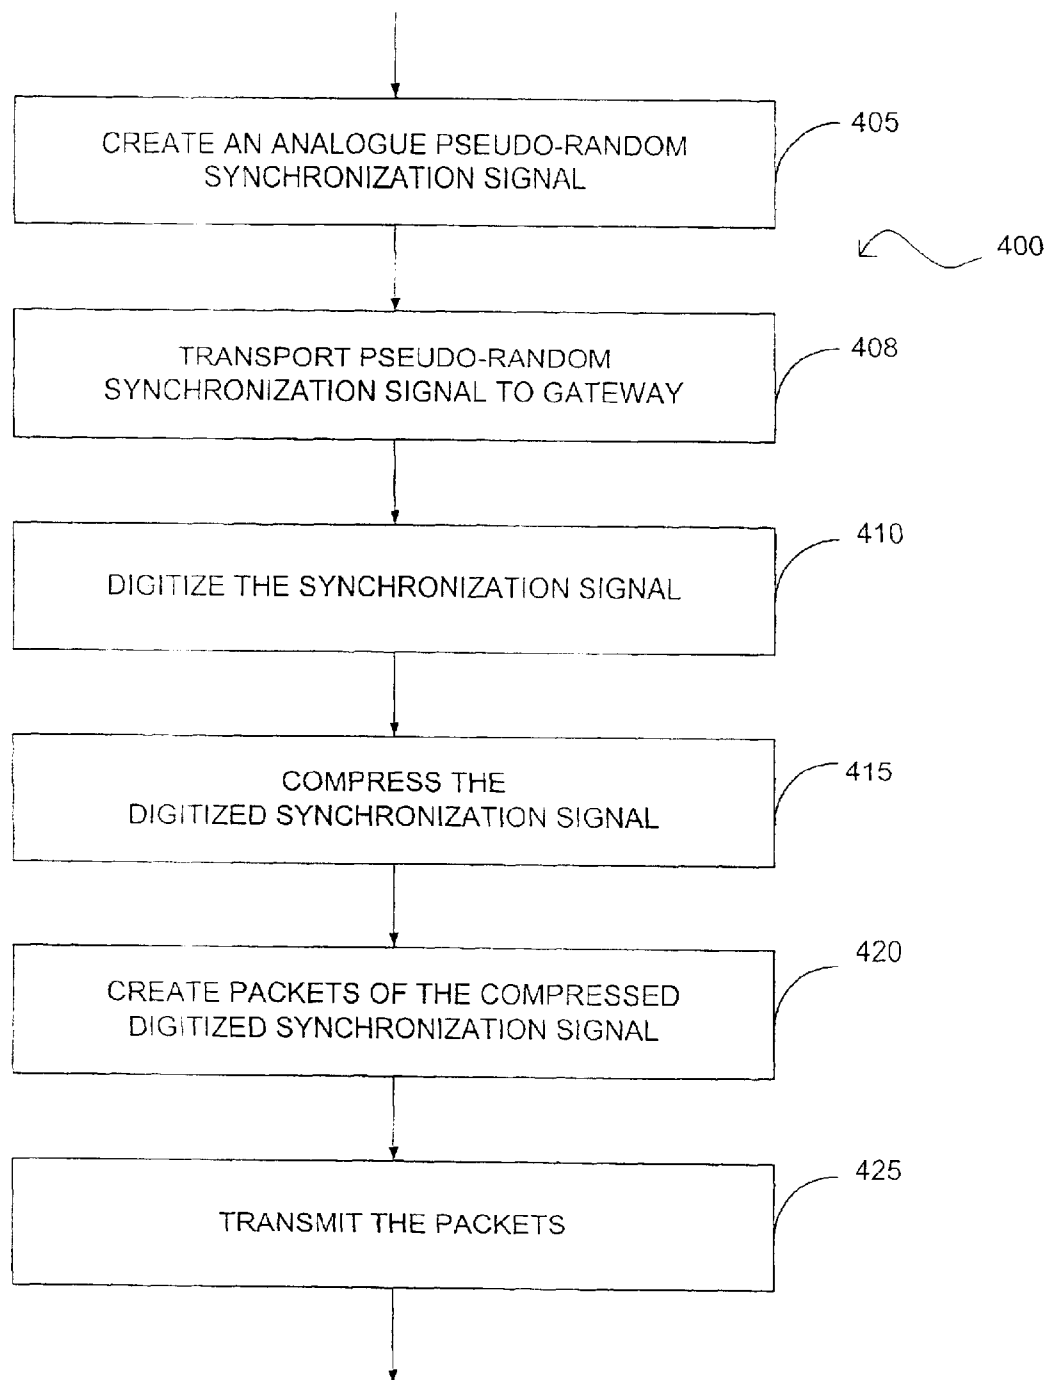 CREATE AN ANALOGUE PSEUDO-RANDOM
SYNCHRONIZATION SIGNAL
405
400
TRANSPORT PSEUDO-RANDOM
SYNCHRONIZATION SIGNAL TO GATEWAY
408
DIGITIZE THE SYNCHRONIZATION SIGNAL
410
COMPRESS THE
DIGITIZED SYNCHRONIZATION SIGNAL
415
CREATE PACKETS OF THE COMPRESSED
DIGITIZED SYNCHRONIZATION SIGNAL
420
TRANSMIT THE PACKETS
425